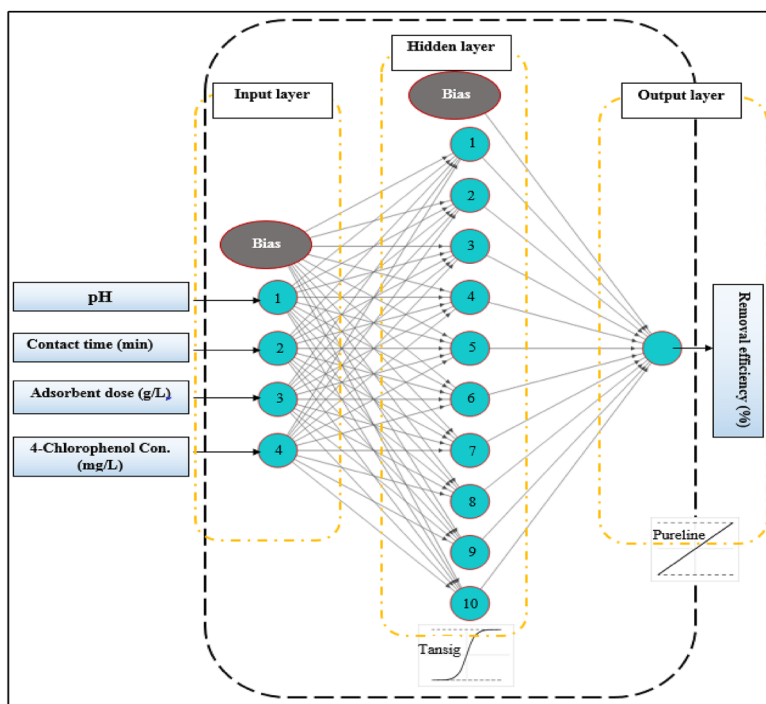 Hidden layer
Input layer
Output layer
Bias
1
2
3
4
5
6
7
8
9
10
Bias
1
2
3
4
pH
Contact time (min)
Adsorbent dose (g/L)
4-Chlorophenol Con.
(mg/L)
Removal efficiency (%)
Pureline
Tansig